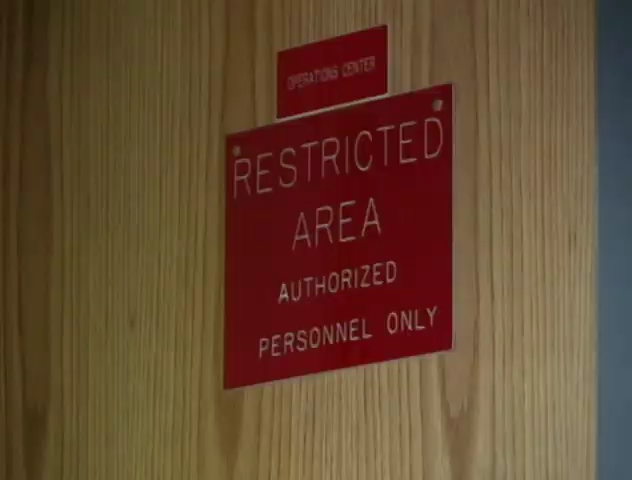 OPERATIONS CENTER
RESTRICTED
AREA
AUTHORIZED
PERSONNEL ONLY